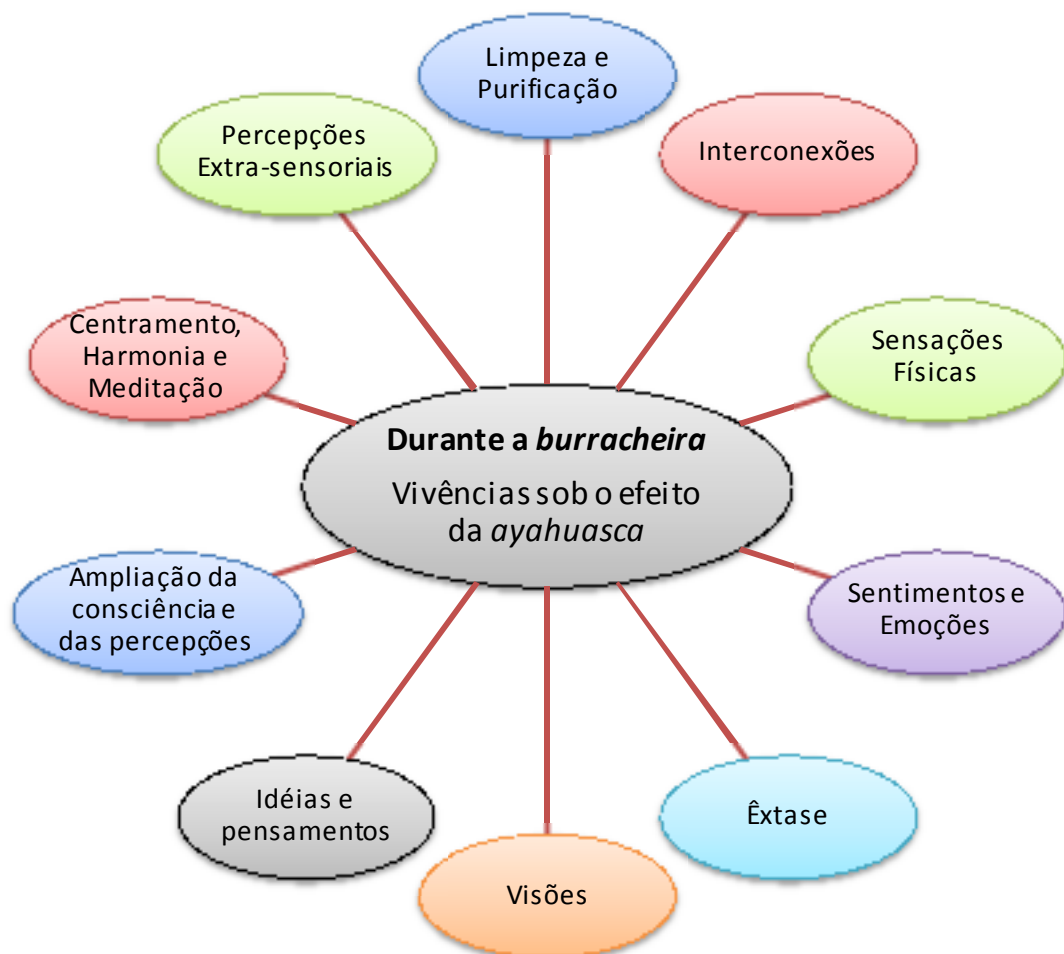 Limpeza e
Purificação
Percepções
Extra-sensoriais
Interconexões
Centramento,
Harmonia e
Meditação
Sensações
Físicas
Durante a burracheira
Vivências sob o efeito
da ayahuasca
Ampliação da
consciência e
das percepções
Sentimentos e
Emoções
Idéias e
pensamentos
Êxtase
Visões